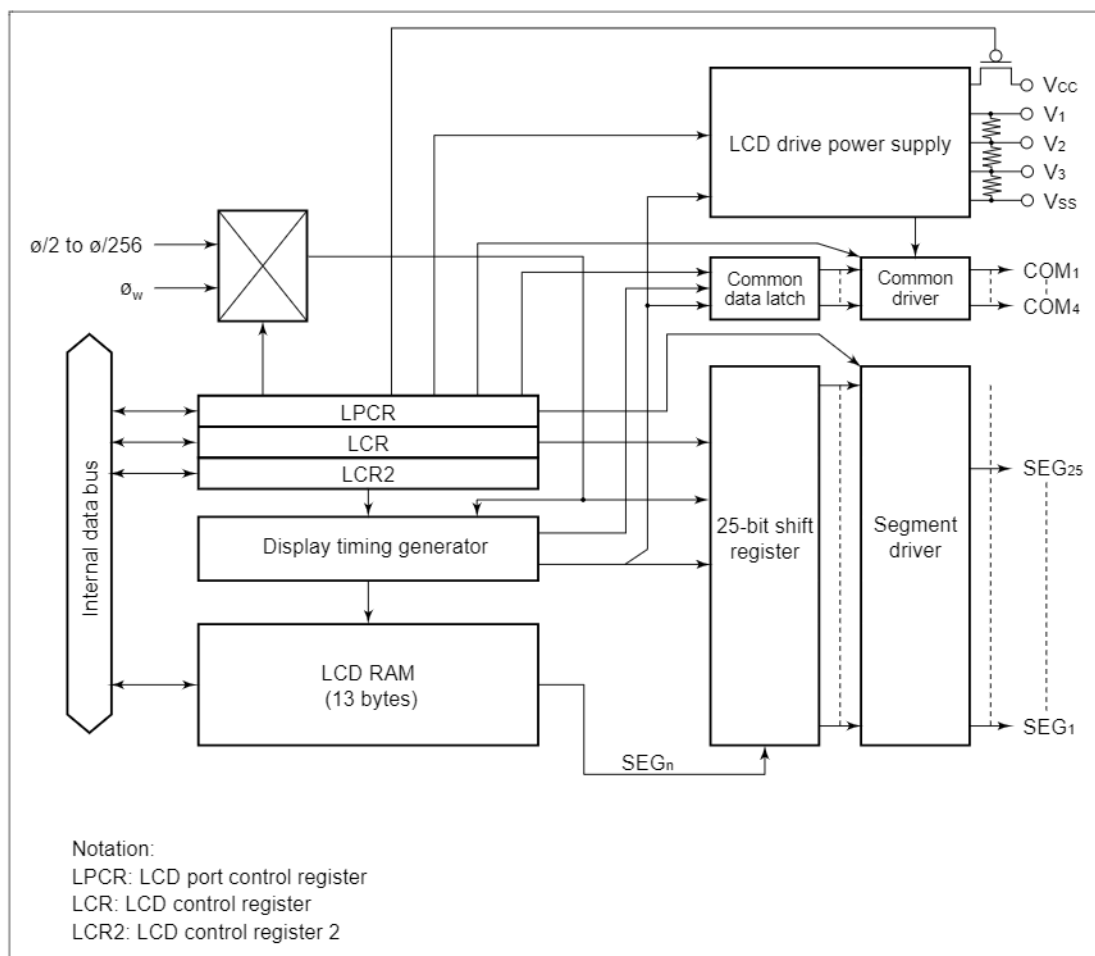 LCD drive power supply
VCC
V1
V2
V3
VSS
ø/2 to ø/256
øw
Common
data latch
Common
driver
COM1
COM4
Internal data bus
LPCR
LCR
LCR2
Display timing generator
LCD RAM
(13 bytes)
25-bit shift
register
Segment
driver
SEG25
SEG1
SEGn
Notation:
LPCR: LCD port control register
LCR: LCD control register
LCR2: LCD control register 2